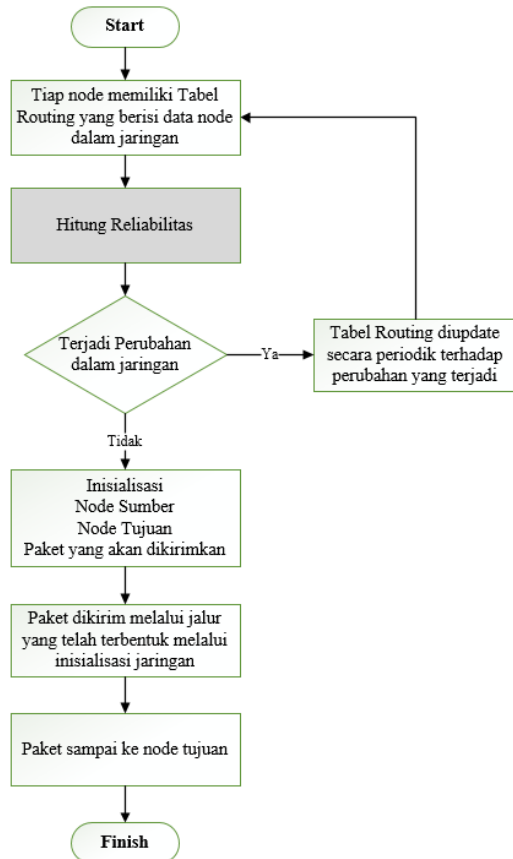 Start
Tiap node memiliki Tabel
Routing yang berisi data node
dalam jaringan
Hitung Reliabilitas
Terjadi Perubahan
dalam jaringan
Ya
Tabel Routing diupdate
secara periodik terhadap
perubahan yang terjadi
Tidak
Inisialisasi
Node Sumber
Node Tujuan
Paket yang akan dikirimkan
Paket dikirim melalui jalur
yang telah terbentuk melalui
inisialisasi jaringan
Paket sampai ke node tujuan
Finish